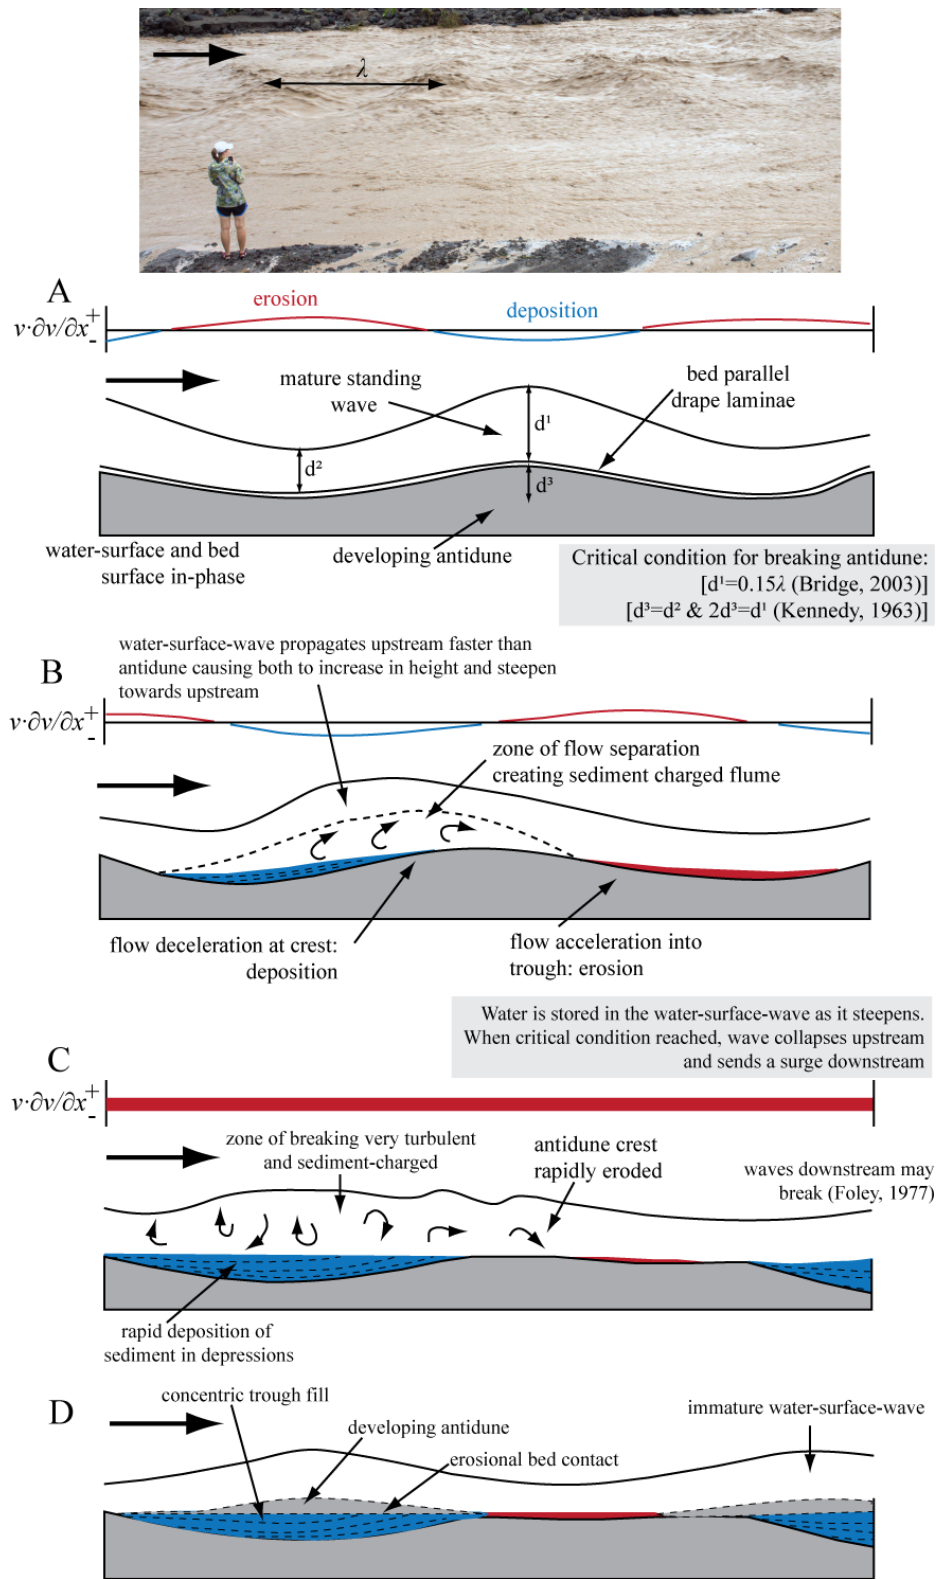 λ
A
erosion
deposition
v·∂v/∂x
+
-
mature standing
wave
bed parallel
drape laminae
d¹
d²
d³
water-surface and bed
surface in-phase
developing antidune
Critical condition for breaking antidune:
[d¹=0.15λ (Bridge, 2003)]
[d³=d² & 2d³=d¹ (Kennedy, 1963)]
B
water-surface-wave propagates upstream faster than
antidune causing both to increase in height and steepen
towards upstream
v·∂v/∂x
+
-
zone of flow separation
creating sediment charged flume
flow deceleration at crest:
deposition
flow acceleration into
trough: erosion
Water is stored in the water-surface-wave as it steepens.
When critical condition reached, wave collapses upstream
and sends a surge downstream
C
v·∂v/∂x
+
-
zone of breaking very turbulent
and sediment-charged
antidune crest
rapidly eroded
waves downstream may
break (Foley, 1977)
rapid deposition of
sediment in depressions
D
concentric trough fill
developing antidune
erosional bed contact
immature water-surface-wave